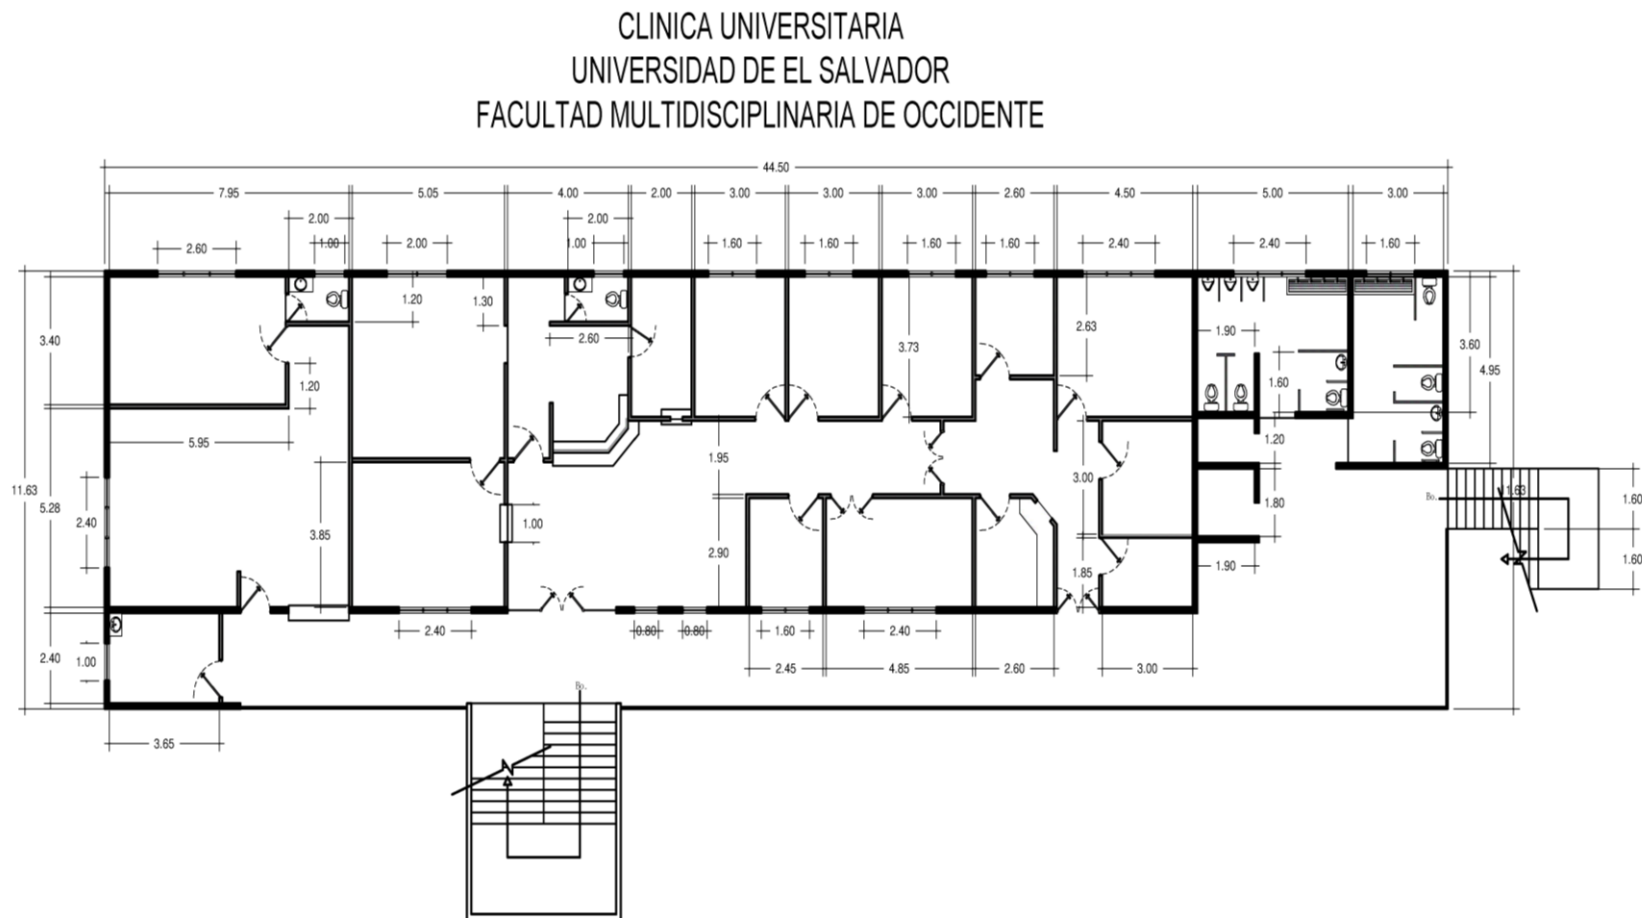 CLINICA UNIVERSITARIA
UNIVERSIDAD DE EL SALVADOR
FACULTAD MULTIDISCIPLINARIA DE OCCIDENTE
44.50
7.95 5.05 4.00 2.00 3.00 3.00 3.00 2.60 4.50 5.00 3.00
2.00 2.00
2.60 1.00 2.00 1.00 1.60 1.60 1.60 1.60 2.40 2.40 1.60
1.20 1.30
2.63
3.40 2.60 3.73 1.90 3.60
4.95
1.20 1.60
5.95 1.20
1.95
11.63 5.28 3.00 11.63 1.60
2.40 1.00 1.80
Bo.
3.85 2.90 1.85 1.90 1.60
2.40 0.80 0.80 1.60 2.40
2.40 1.00 2.45 4.85 2.60 3.00
Bo.
3.65